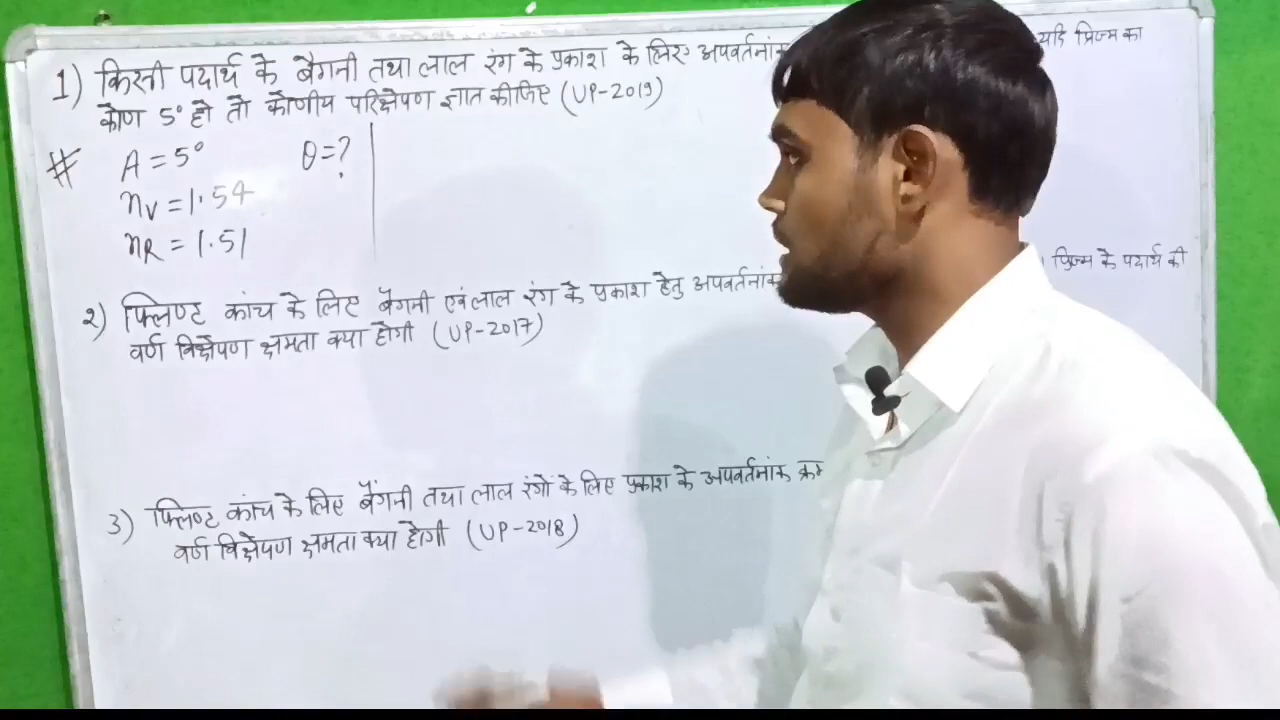 1) किसी पदार्थ के बैगनी तथा लाल रंग के प्रकाश के लिए अपवर्तनांक यदि प्रिज्म का
कोण 5° हो तो कोणीय परिक्षेपण ज्ञात कीजिए (UP-2019)
# A = 5° θ = ?
nV = 1.54
nR = 1.51
2) फ्लिण्ट कांच के लिए बैगनी एवं लाल रंग के प्रकाश हेतु अपवर्तनांक । प्रिज्म के पदार्थ की
वर्ण विक्षेपण क्षमता क्या होगी (UP-2017)
3) फ्लिण्ट कांच के लिए बैंगनी तथा लाल रंगो के लिए प्रकाश के अपवर्तनांक क्रम
वर्ण विक्षेपण क्षमता क्या होगी (UP-2018)